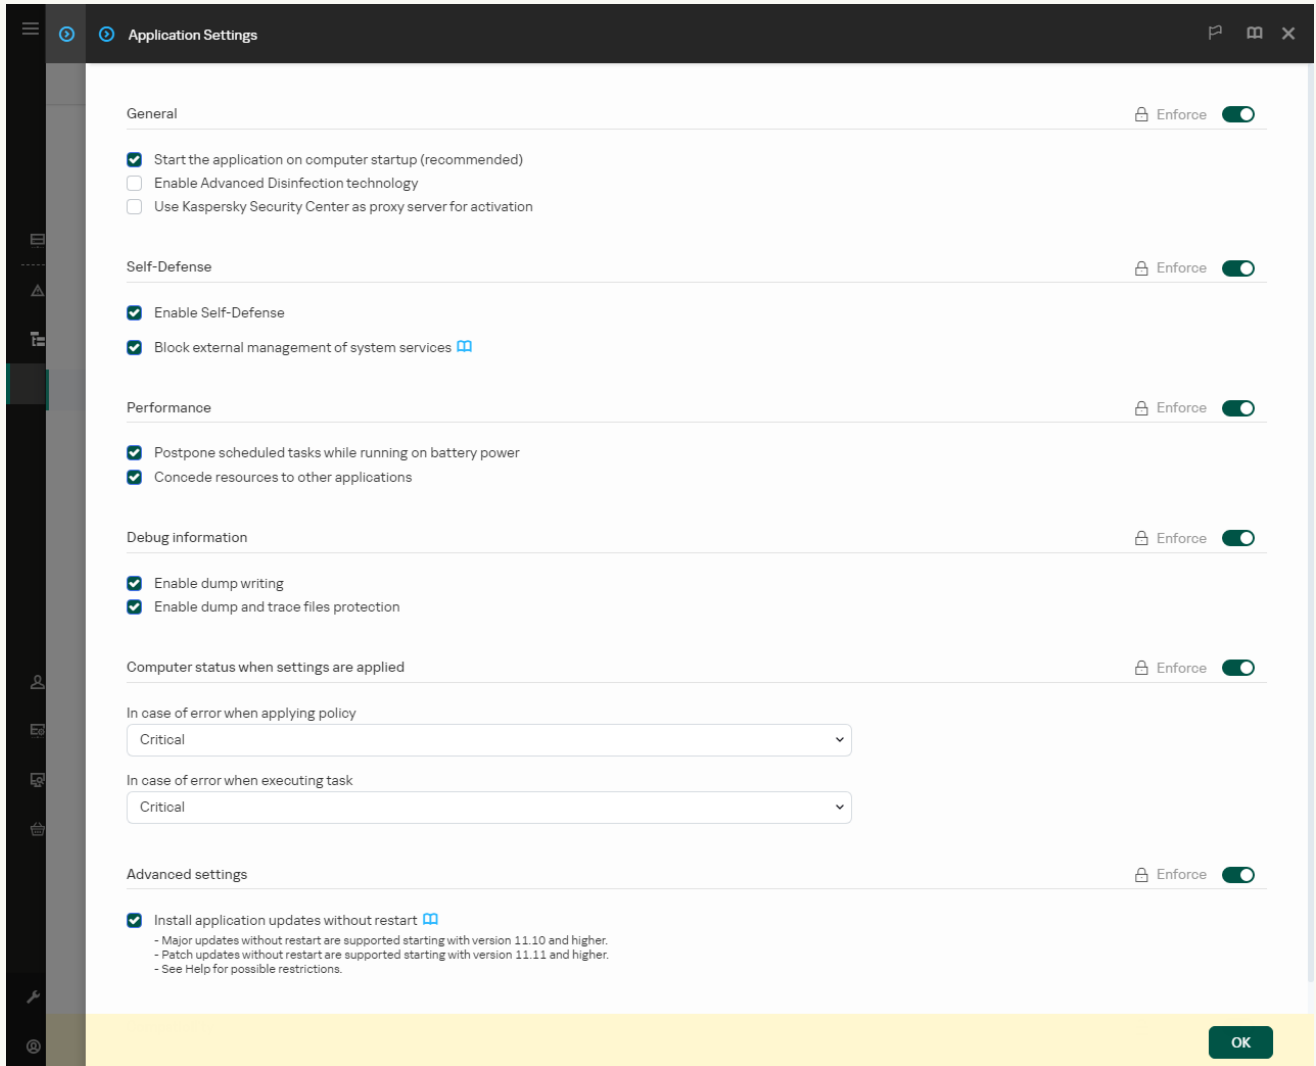 Application Settings
General
Enforce
Start the application on computer startup (recommended)
Enable Advanced Disinfection technology
Use Kaspersky Security Center as proxy server for activation
Self-Defense
Enforce
Enable Self-Defense
Block external management of system services
Performance
Enforce
Postpone scheduled tasks while running on battery power
Concede resources to other applications
Debug information
Enforce
Enable dump writing
Enable dump and trace files protection
Computer status when settings are applied
Enforce
In case of error when applying policy
Critical
In case of error when executing task
Critical
Advanced settings
Enforce
Install application updates without restart
- Major updates without restart are supported starting with version 11.10 and higher.
- Patch updates without restart are supported starting with version 11.11 and higher.
- See Help for possible restrictions.
OK